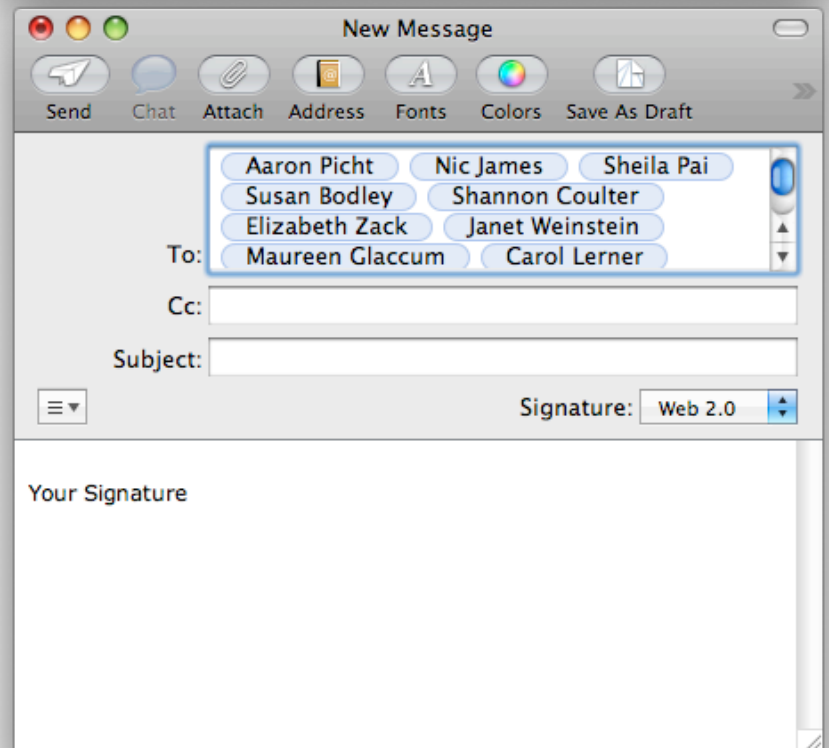 New Message
Send Chat Attach Address Fonts Colors Save As Draft
Aaron Picht Nic James Sheila Pai
Susan Bodley Shannon Coulter
Elizabeth Zack Janet Weinstein
To: Maureen Glaccum Carol Lerner
Cc:
Subject:
Signature: Web 2.0
Your Signature